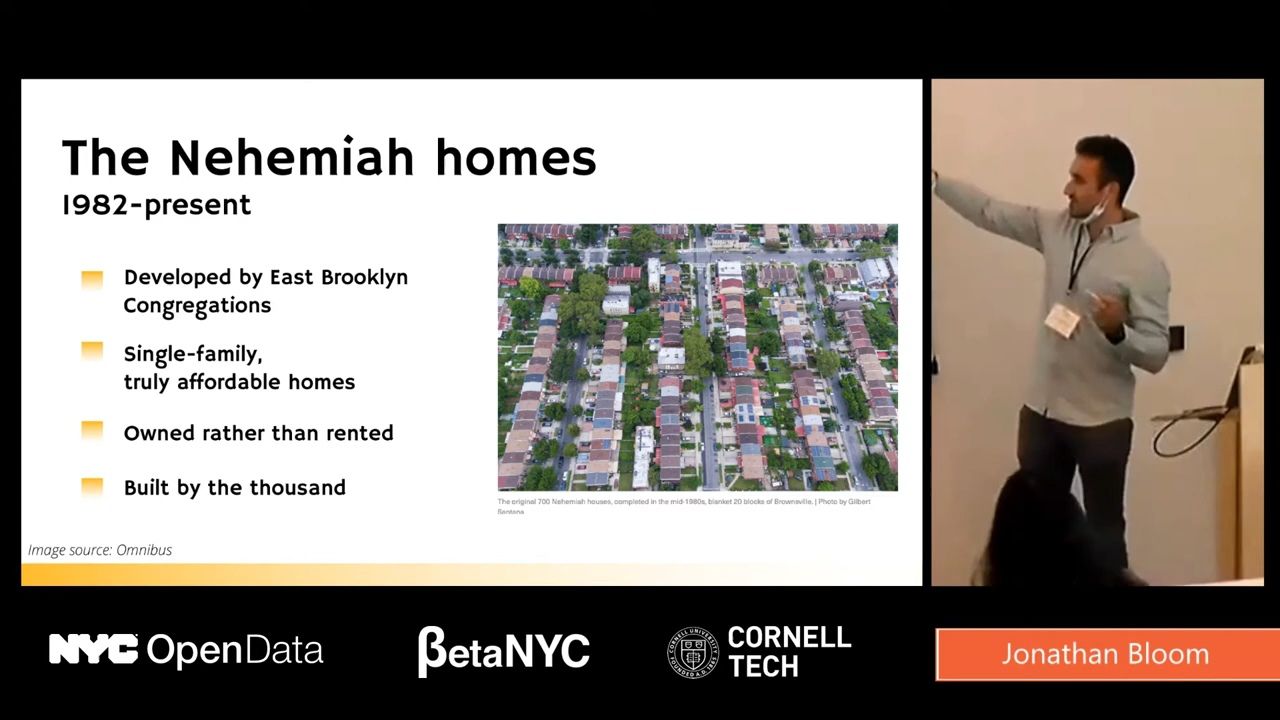 The Nehemiah homes
1982-present
Developed by East Brooklyn
Congregations
Single-family,
truly affordable homes
Owned rather than rented
Built by the thousand
The original 700 Nehemiah houses, completed in the mid-1980s, blanket 20 blocks of Brownsville. | Photo by Gilbert
Santana
Image source: Omnibus
NYC OpenData
βetaNYC
CORNELL
TECH
Jonathan Bloom